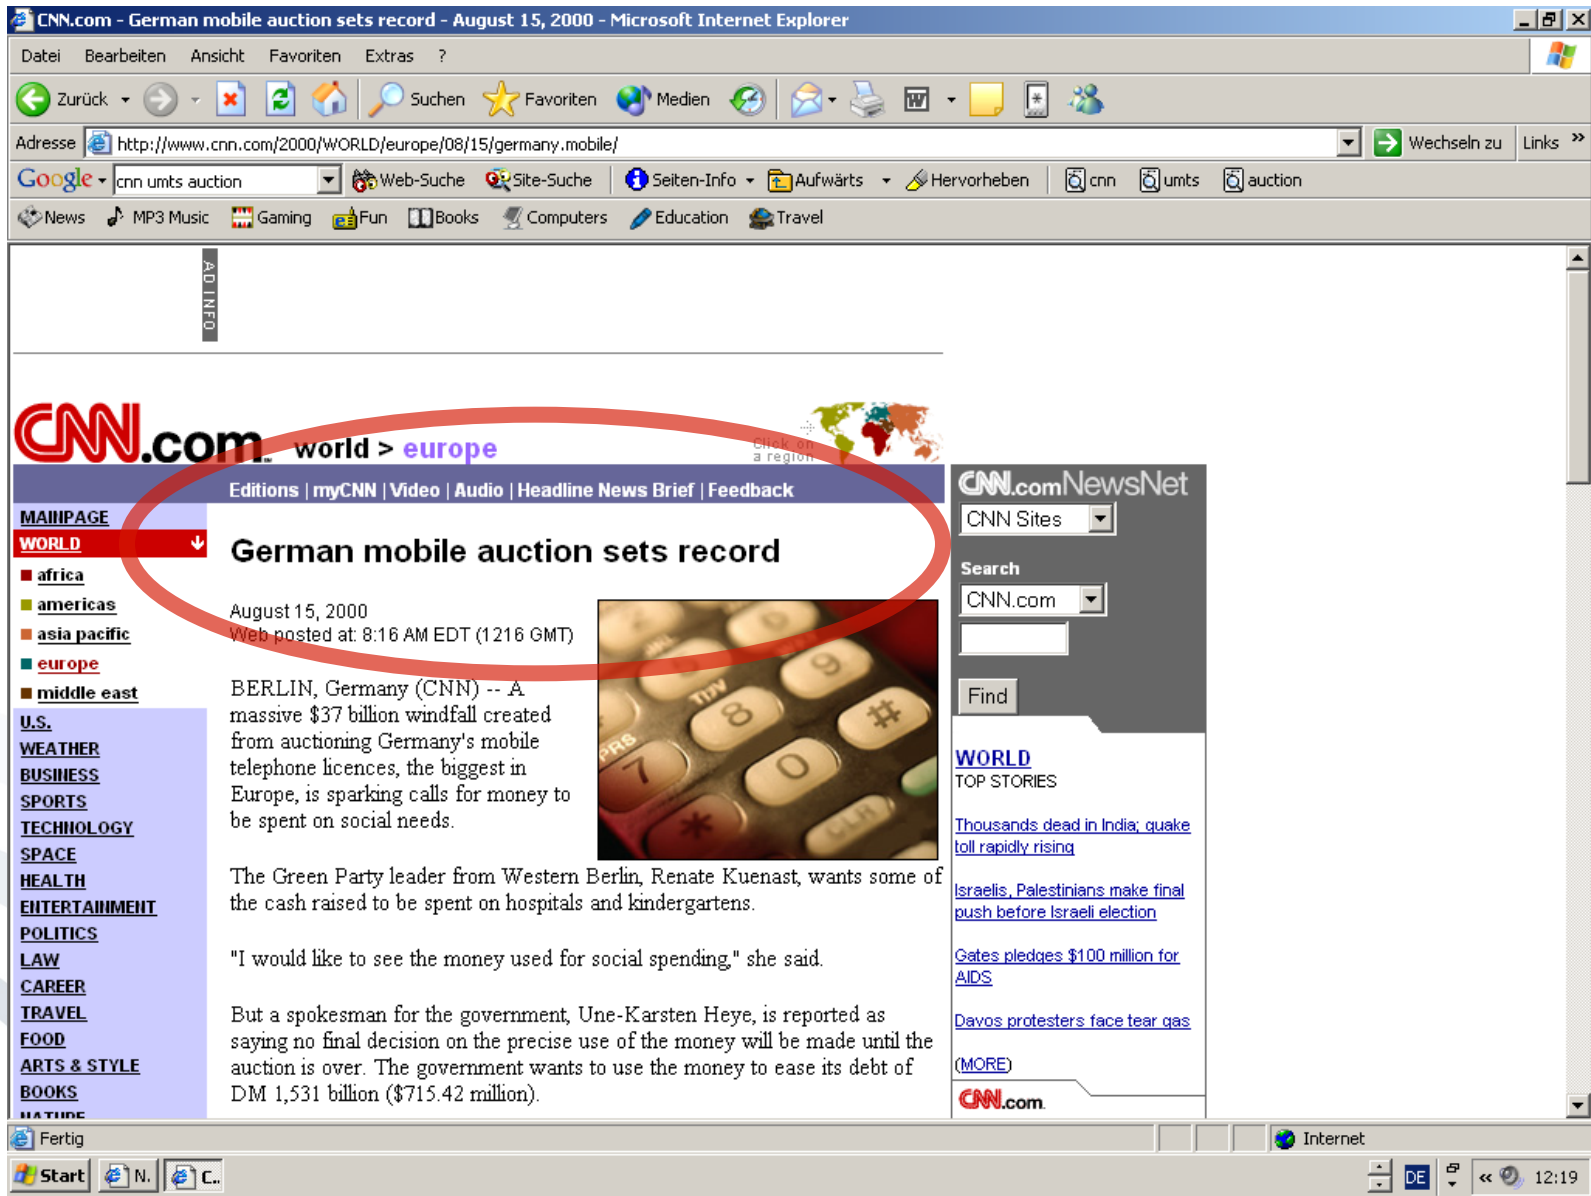 CNN.com - German mobile auction sets record - August 15, 2000 - Microsoft Internet Explorer
Datei Bearbeiten Ansicht Favoriten Extras ?
Zurück Suchen Favoriten Medien
Adresse http://www.cnn.com/2000/WORLD/europe/08/15/germany.mobile/ Wechseln zu Links »
Google cnn umts auction Web-Suche Site-Suche Seiten-Info Aufwärts Hervorheben cnn umts auction
News MP3 Music Gaming Fun Books Computers Education Travel
AD INFO
CNN.com. world > europe
Click on
a region
Editions | myCNN | Video | Audio | Headline News Brief | Feedback
MAINPAGE
WORLD
africa
americas
asia pacific
europe
middle east
U.S.
WEATHER
BUSINESS
SPORTS
TECHNOLOGY
SPACE
HEALTH
ENTERTAINMENT
POLITICS
LAW
CAREER
TRAVEL
FOOD
ARTS & STYLE
BOOKS
NATURE
German mobile auction sets record
August 15, 2000
Web posted at: 8:16 AM EDT (1216 GMT)
BERLIN, Germany (CNN) -- A
massive $37 billion windfall created
from auctioning Germany's mobile
telephone licences, the biggest in
Europe, is sparking calls for money to
be spent on social needs.
TUV
8
9
#
PRS
7
0
*
CLR
The Green Party leader from Western Berlin, Renate Kuenast, wants some of
the cash raised to be spent on hospitals and kindergartens.
"I would like to see the money used for social spending," she said.
But a spokesman for the government, Une-Karsten Heye, is reported as
saying no final decision on the precise use of the money will be made until the
auction is over. The government wants to use the money to ease its debt of
DM 1,531 billion ($715.42 million).
CNN.comNewsNet
CNN Sites
Search
CNN.com
Find
WORLD
TOP STORIES
Thousands dead in India; quake
toll rapidly rising
Israelis, Palestinians make final
push before Israeli election
Gates pledges $100 million for
AIDS
Davos protesters face tear gas
(MORE)
CNN.com.
Fertig Internet
Start N. C.. DE « 12:19